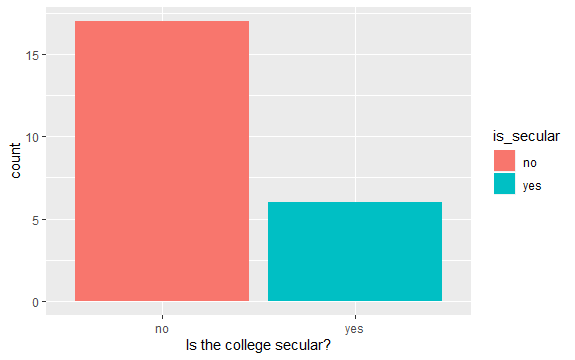 15
10
5
0
count
no
yes
Is the college secular?
is_secular
no
yes